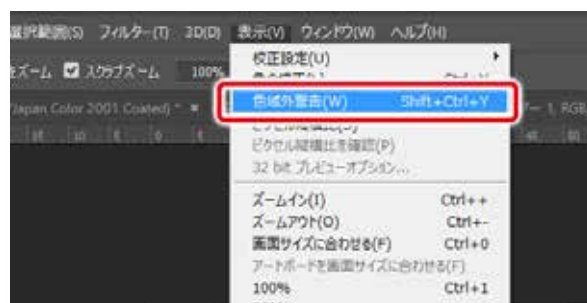 選択範囲(S) フィルター(T) 3D(D) 表示(V) ウィンドウ(W) ヘルプ(H)
ズーム スクラブズーム 100%
校正設定(U)
色域外警告(W) Shift+Ctrl+Y
Japan Color 2001 Coated)
ピクセル縦横比を確認(P)
32 bit プレビューオプション...
ズームイン(I) Ctrl++
ズームアウト(O) Ctrl+-
画面サイズに合わせる(F) Ctrl+0
アートボードを画面サイズに合わせる(F)
100% Ctrl+1